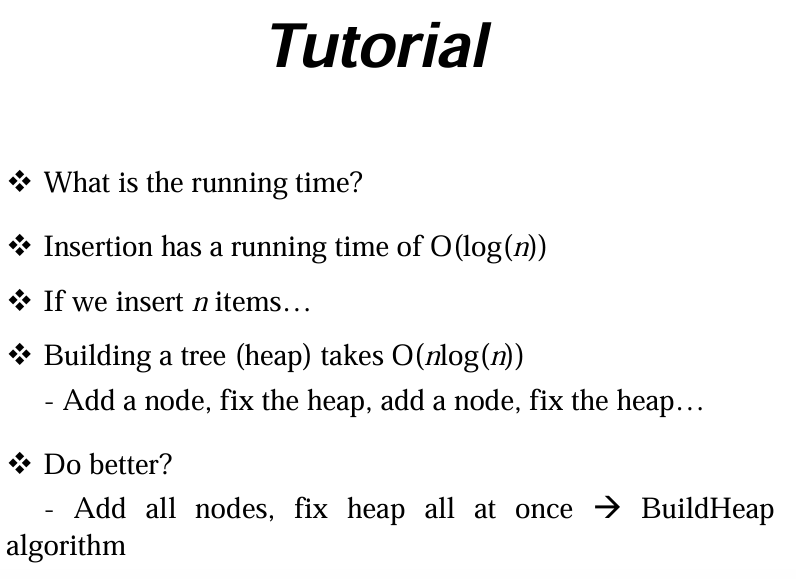 Tutorial
❖ What is the running time?
❖ Insertion has a running time of O(log(n))
❖ If we insert n items…
❖ Building a tree (heap) takes O(nlog(n))
- Add a node, fix the heap, add a node, fix the heap…
❖ Do better?
- Add all nodes, fix heap all at once → BuildHeap
algorithm